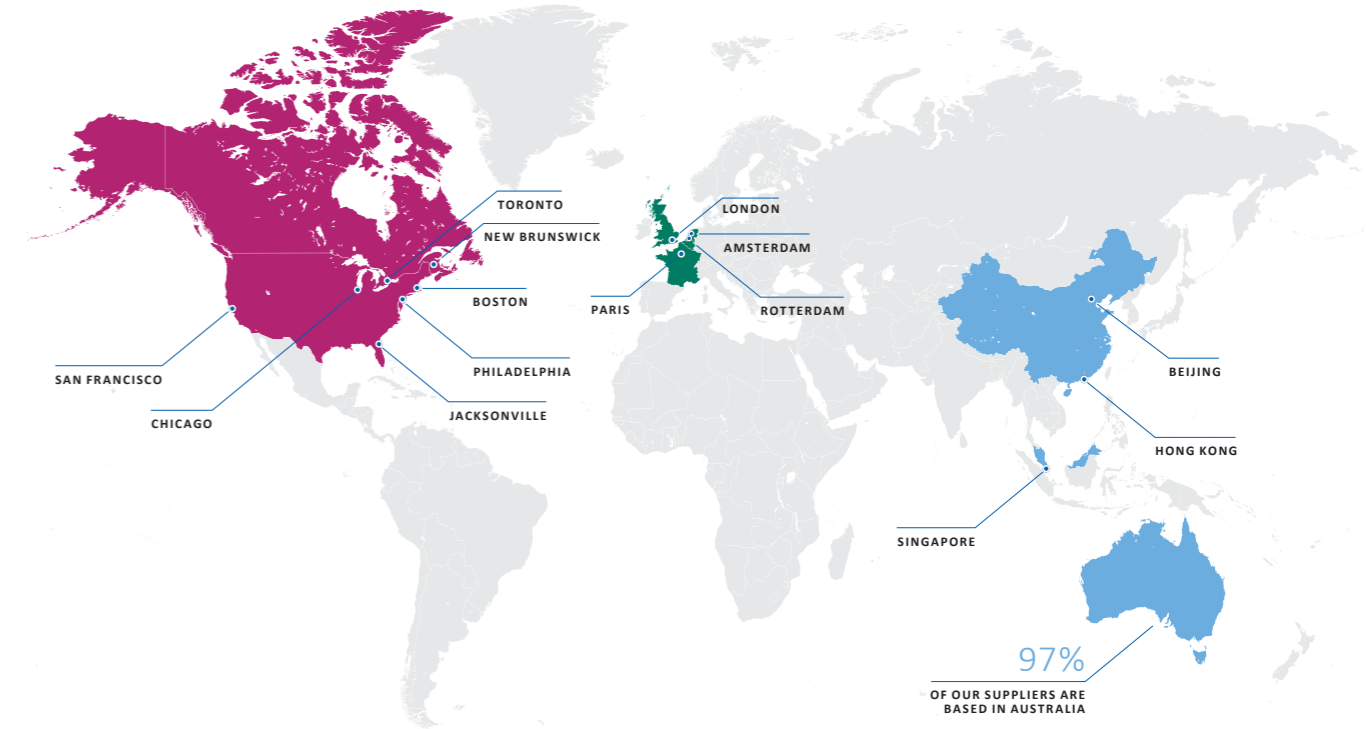 TORONTO
NEW BRUNSWICK
BOSTON
PHILADELPHIA
JACKSONVILLE
SAN FRANCISCO
CHICAGO
LONDON
AMSTERDAM
PARIS
ROTTERDAM
BEIJING
HONG KONG
SINGAPORE
97%
OF OUR SUPPLIERS ARE
BASED IN AUSTRALIA